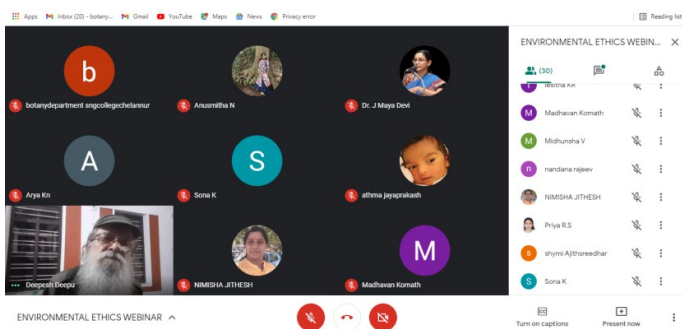 Apps Inbox (20) - botany... Gmail YouTube Maps News Privacy error Reading list
ENVIRONMENTAL ETHICS WEBIN...
(30)
b
botanydepartment sngcollegechelannur
Anusmitha N
Dr. J Maya Devi
A
Arya Kn
S
Sona K
athma jayaprakash
Deepesh Deepu
NIMISHA JITHESH
M
Madhavan Komath
Madhavan Komath
M
Midhunsha V
n
nandana rajeev
NIMISHA JITHESH
Priya R.S
s
shymi Ajithsreedhar
S
Sona K
ENVIRONMENTAL ETHICS WEBINAR
CC
Turn on captions
Present now